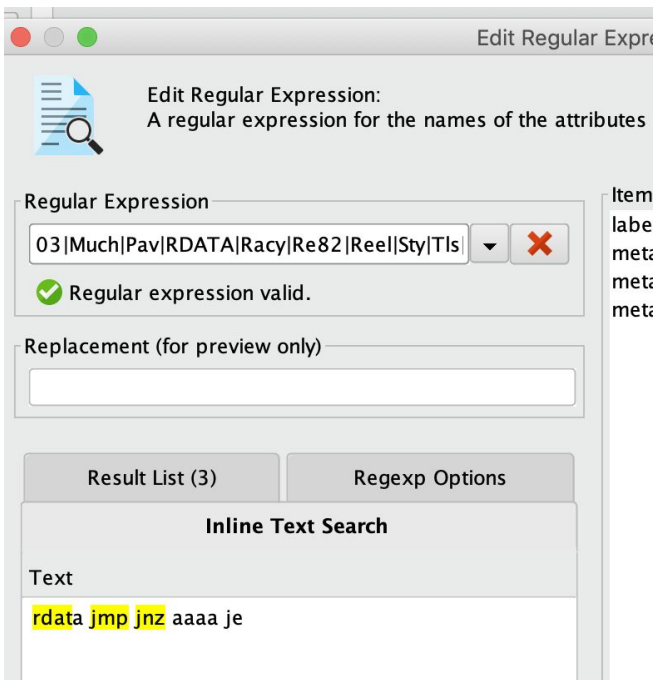 Edit Regular Expre
Edit Regular Expression:
A regular expression for the names of the attributes
Regular Expression
03|Much|Pav|RDATA|Racy|Re82|Reel|Sty|Tls|
Regular expression valid.
Replacement (for preview only)
Result List (3)
Regexp Options
Inline Text Search
Text
rdata jmp jnz aaaa je
Item
labe
meta
meta
meta